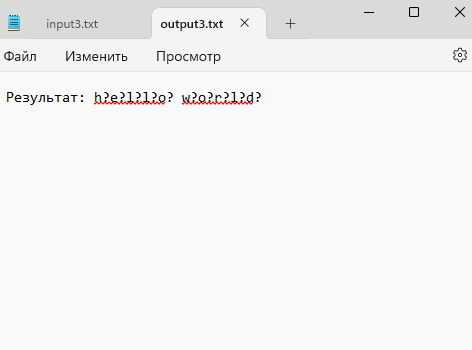 input3.txt
output3.txt
Файл Изменить Просмотр
Результат: h?e?l?l?o? w?o?r?l?d?